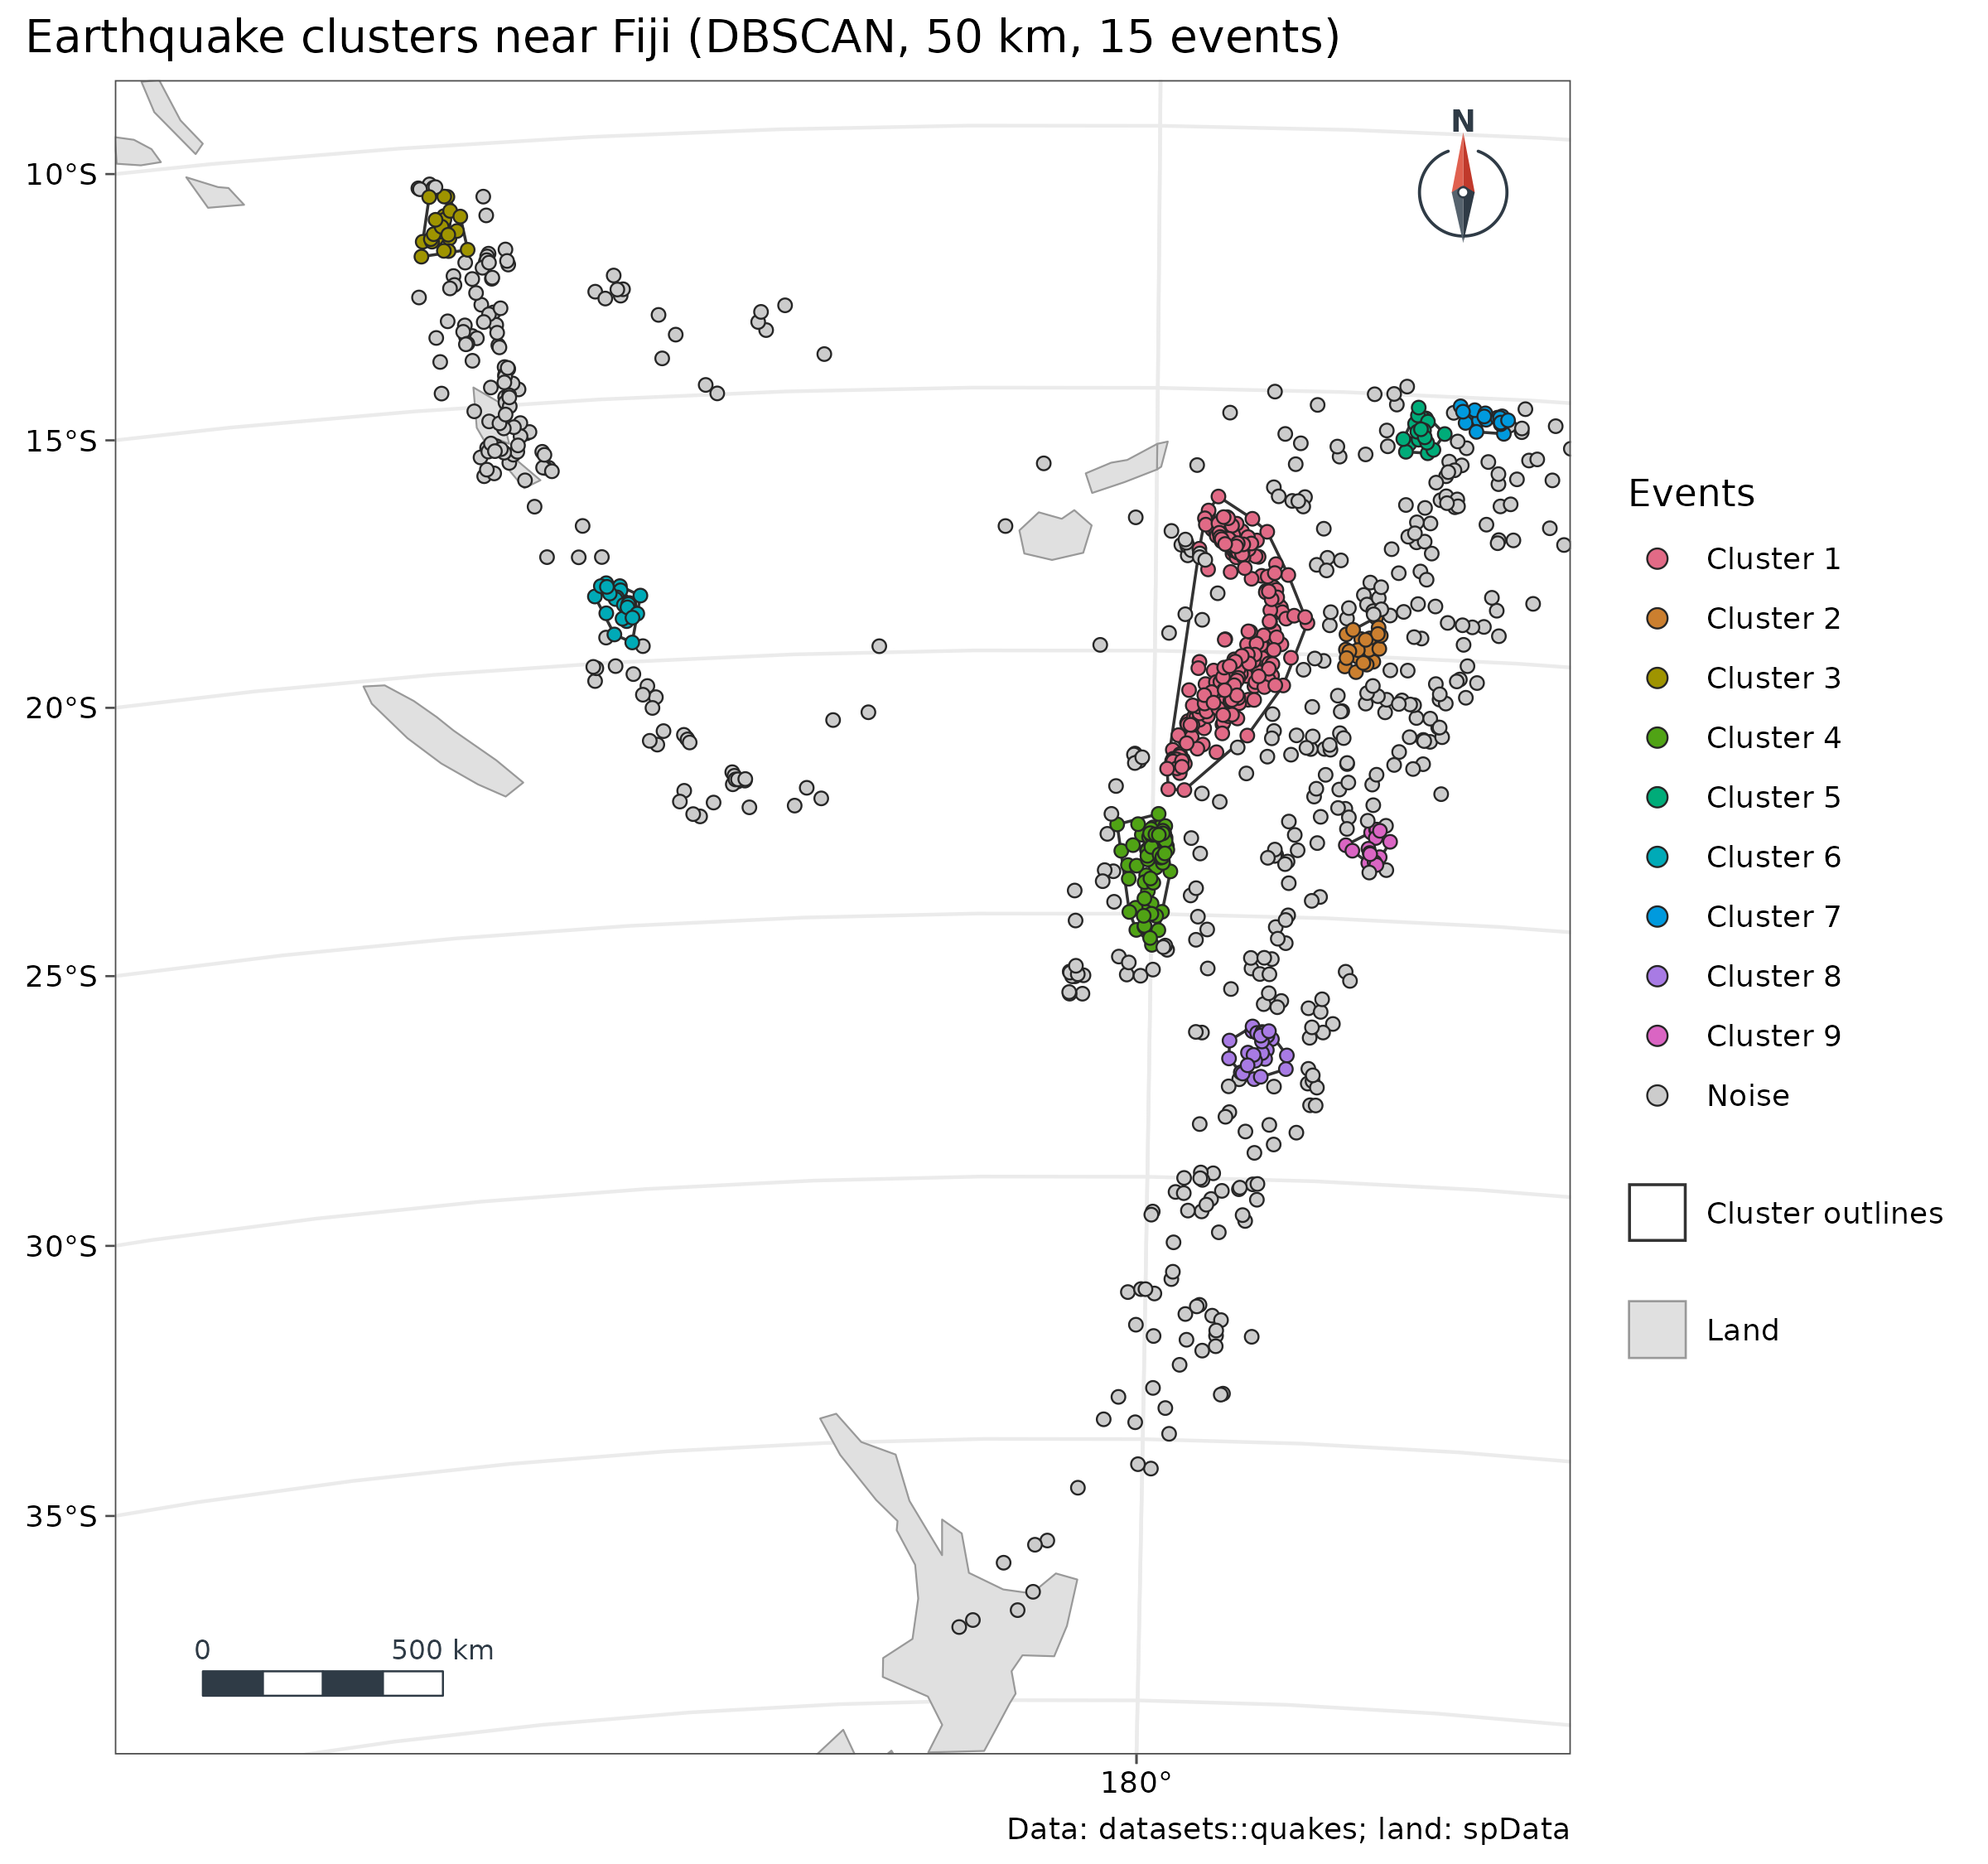 Earthquake clusters near Fiji (DBSCAN, 50 km, 15 events)
N
10°S
15°S
20°S
25°S
30°S
35°S
180°
0 500 km
Events
Cluster 1
Cluster 2
Cluster 3
Cluster 4
Cluster 5
Cluster 6
Cluster 7
Cluster 8
Cluster 9
Noise
Cluster outlines
Land
Data: datasets::quakes; land: spData